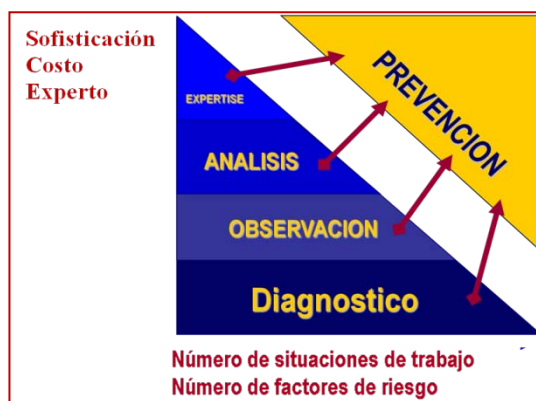 Sofisticación
Costo
Experto
EXPERTISE
PREVENCION
ANALISIS
OBSERVACION
Diagnostico
Número de situaciones de trabajo
Número de factores de riesgo